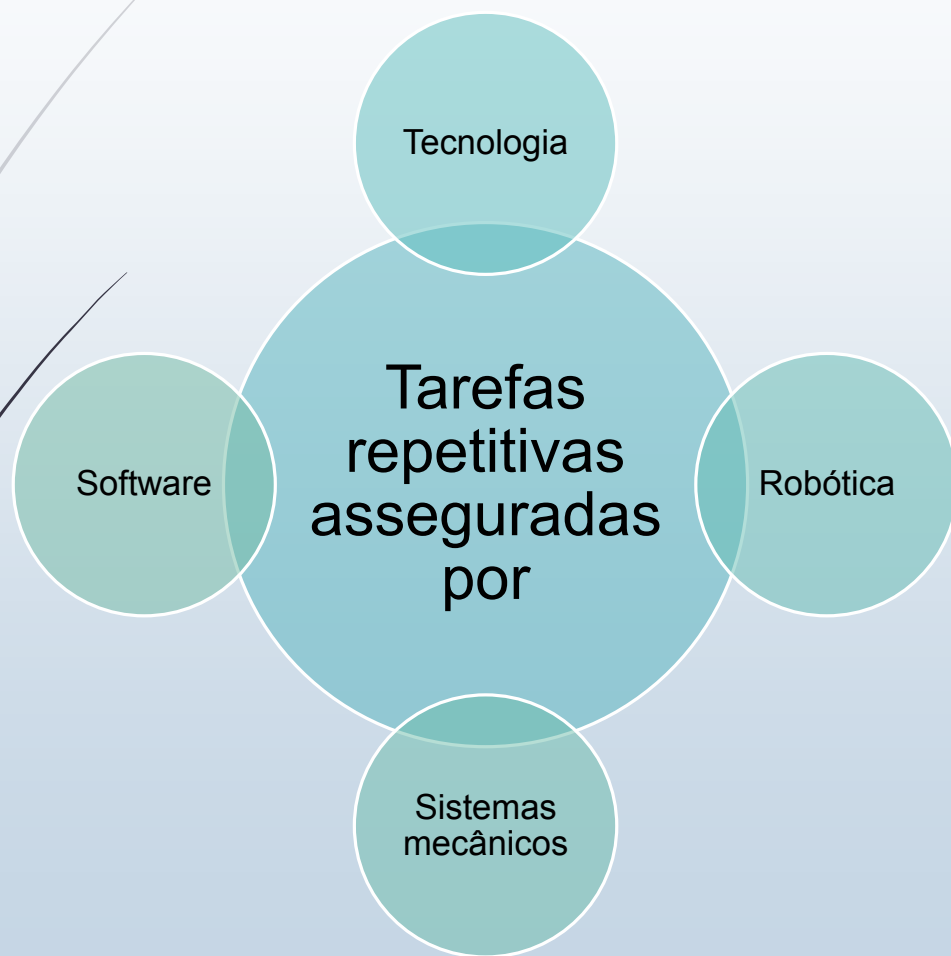 Tecnologia
Tarefas
repetitivas
asseguradas
por
Software
Robótica
Sistemas
mecânicos